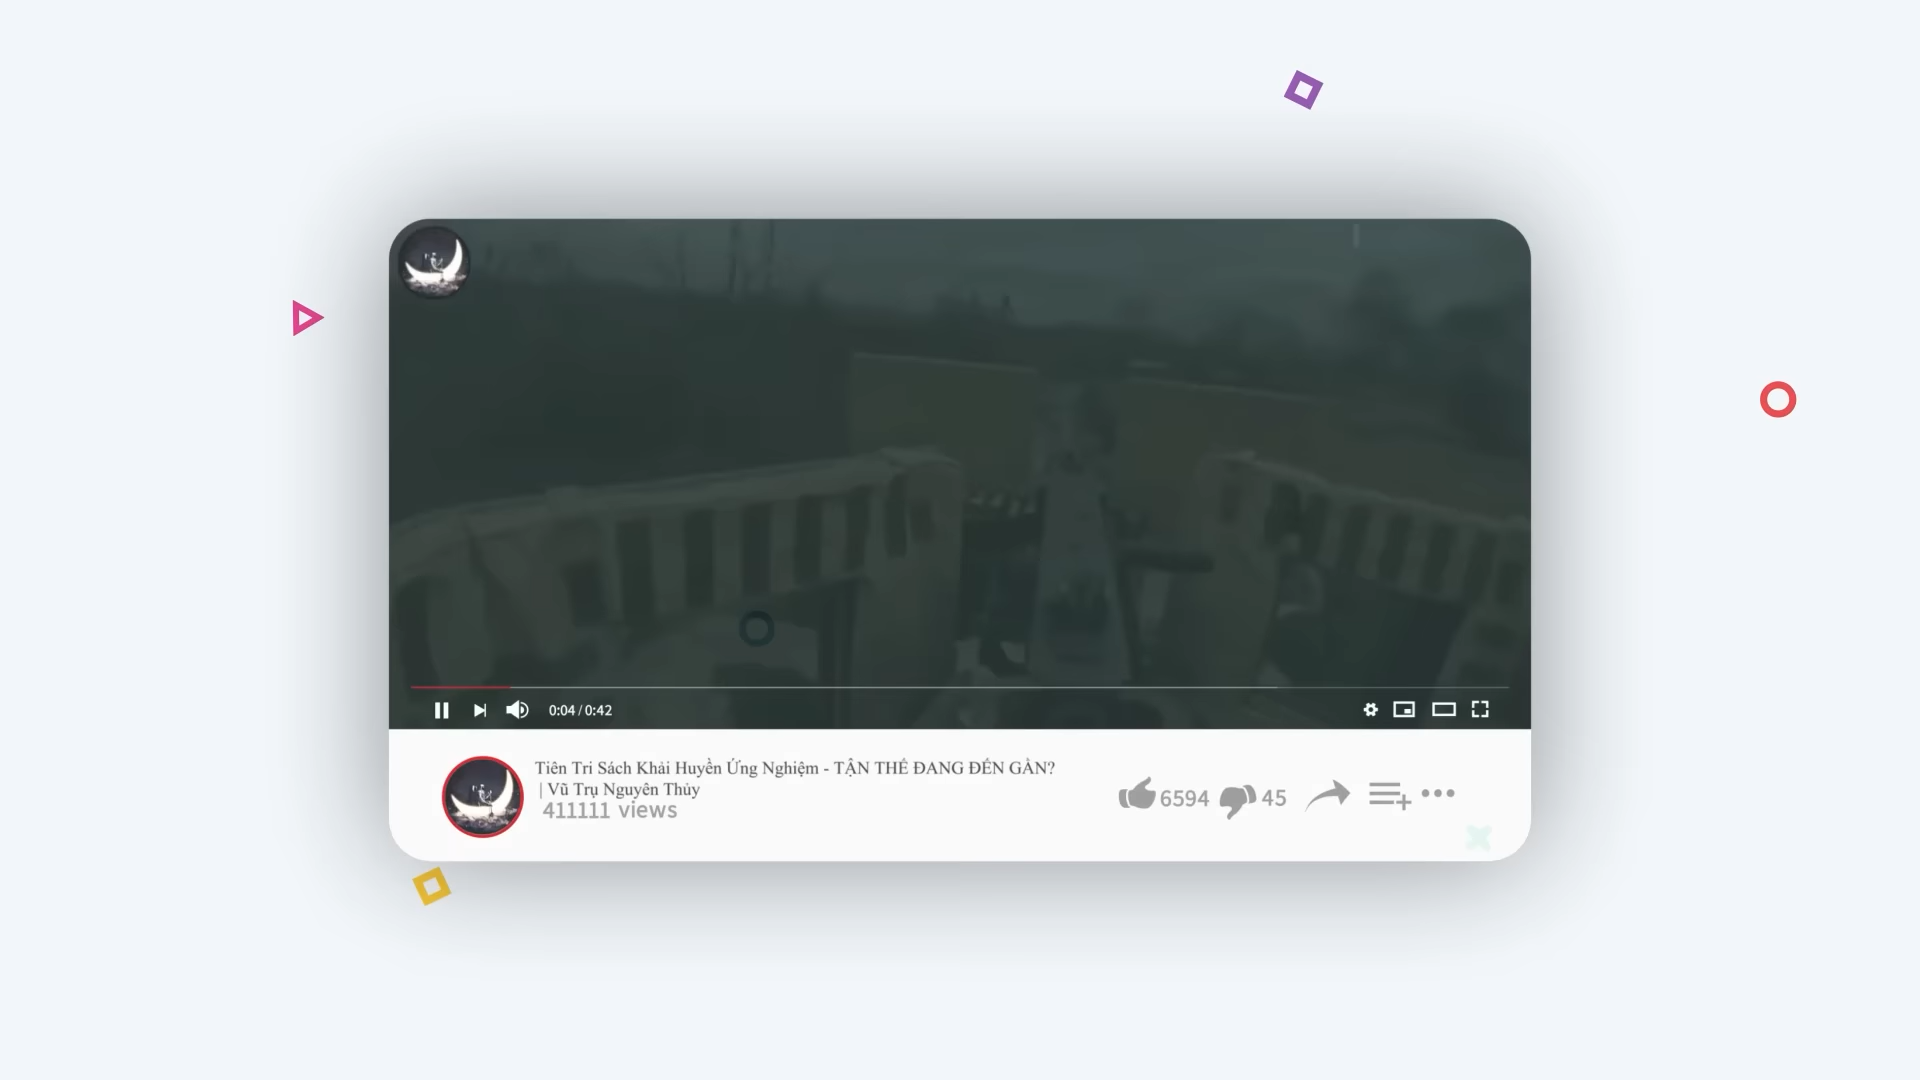 0:04 / 0:42
Tiên Tri Sách Khải Huyền Ứng Nghiệm - TẬN THẾ ĐANG ĐẾN GẦN?
| Vũ Trụ Nguyên Thủy
411111 views
6594
45